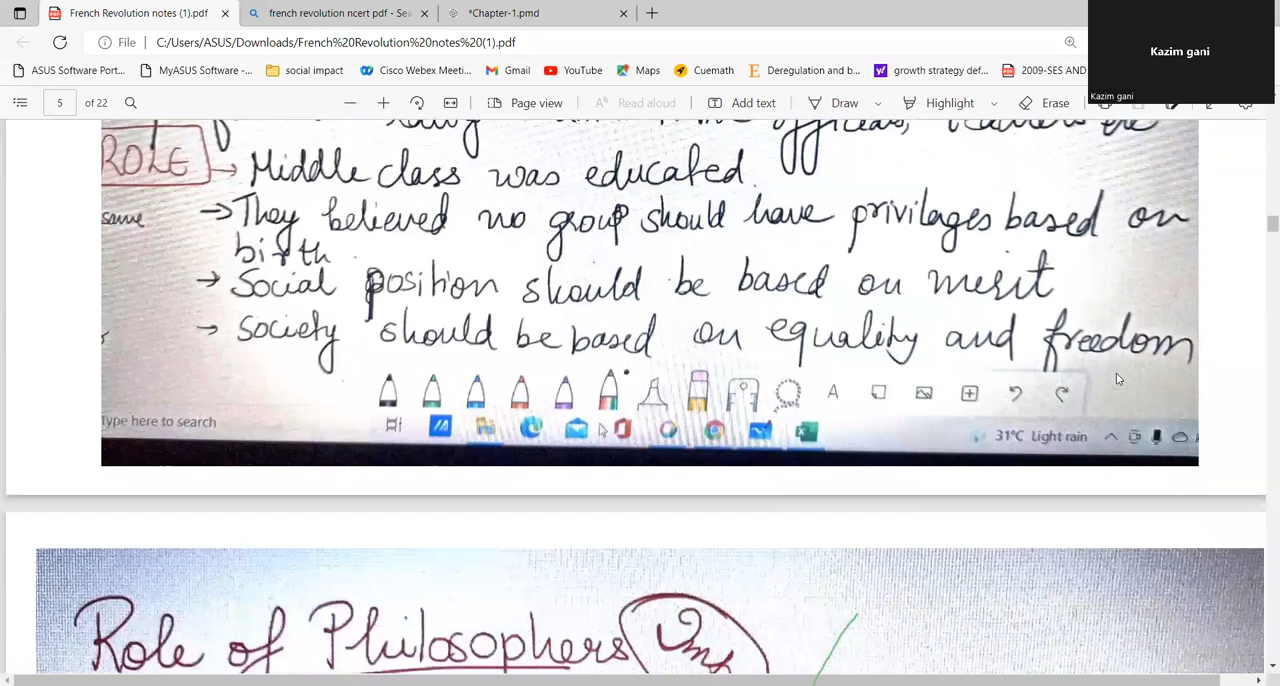 French Revolution notes (1).pdf
french revolution ncert pdf - Sea
*Chapter-1.pmd
File
C:/Users/ASUS/Downloads/French%20Revolution%20notes%20(1).pdf
Kazim gani
ASUS Software Port...
MyASUS Software -...
social impact
Cisco Webex Meeti...
Gmail
YouTube
Maps
Cuemath
Deregulation and b...
growth strategy def...
2009-SES AND
Kazim gani
5 of 22
Page view
Read aloud
Add text
Draw
Highlight
Erase
officers,
ROLE → Middle class was educated.
same → They believed no group should have privilages based on
birth
→ Social position should be based on merit
→ Society should be based on equality and freedom
Type here to search
31°C Light rain
Role of Philosophers Imp